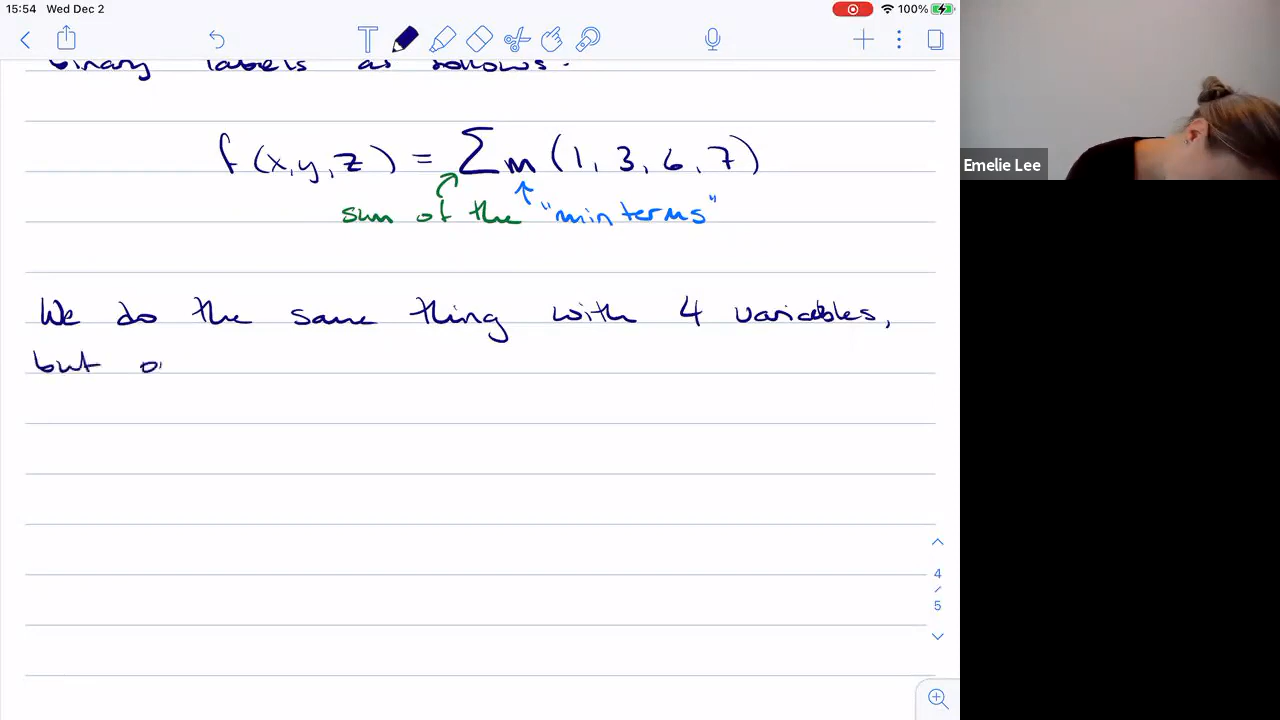 15:54 Wed Dec 2
100%
binary labels as follows.
f(x,y,z) = Σm(1, 3, 6, 7)
sum of the "minterms"
We do the same thing with 4 variables,
but o
4
/
5
Emelie Lee